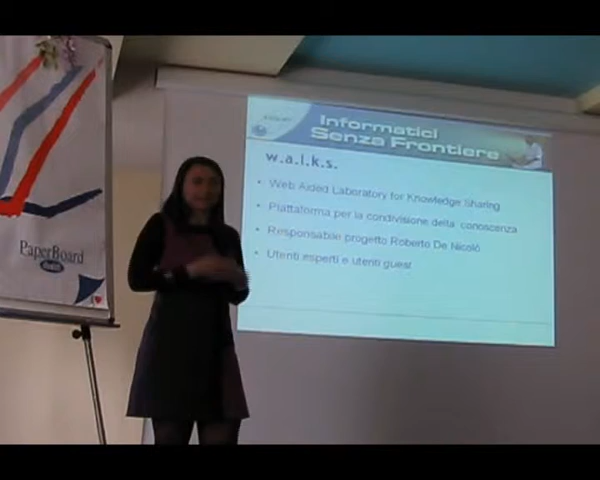 Informatici
Senza Frontiere
w.a.l.k.s.
• Web Aided Laboratory for Knowledge Sharing
• Piattaforma per la condivisione della conoscenza
• Responsabile progetto Roberto De Nicolò
• Utenti esperti e utenti guest
PaperBoard